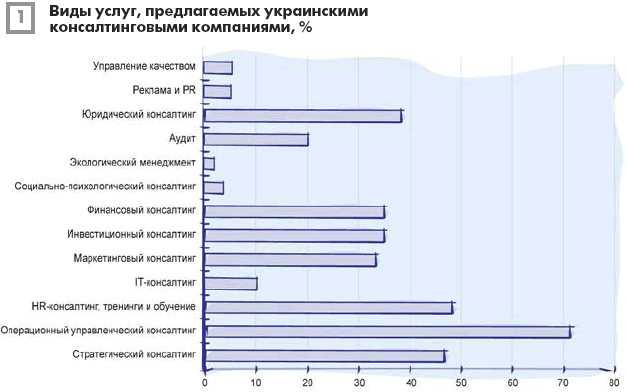 1
Виды услуг, предлагаемых украинскими
консалтинговыми компаниями, %
Управление качеством
Реклама и PR
Юридический консалтинг
Аудит
Экологический менеджмент
Социально-психологический консалтинг
Финансовый консалтинг
Инвестиционный консалтинг
Маркетинговый консалтинг
IT-консалтинг
HR-консалтинг, тренинги и обучение
Операционный управленческий консалтинг
Стратегический консалтинг
0 10 20 30 40 50 60 70 80